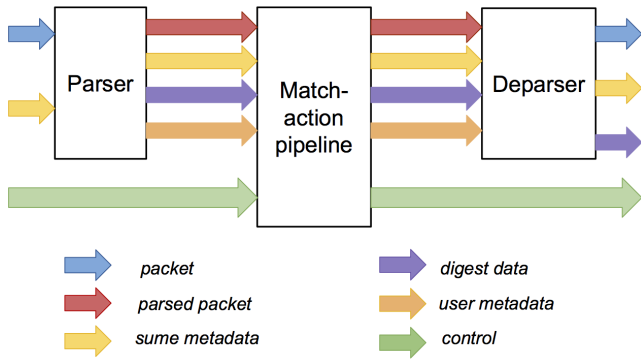 Parser
Match-
action
pipeline
Deparser
packet
digest data
parsed packet
user metadata
sume metadata
control